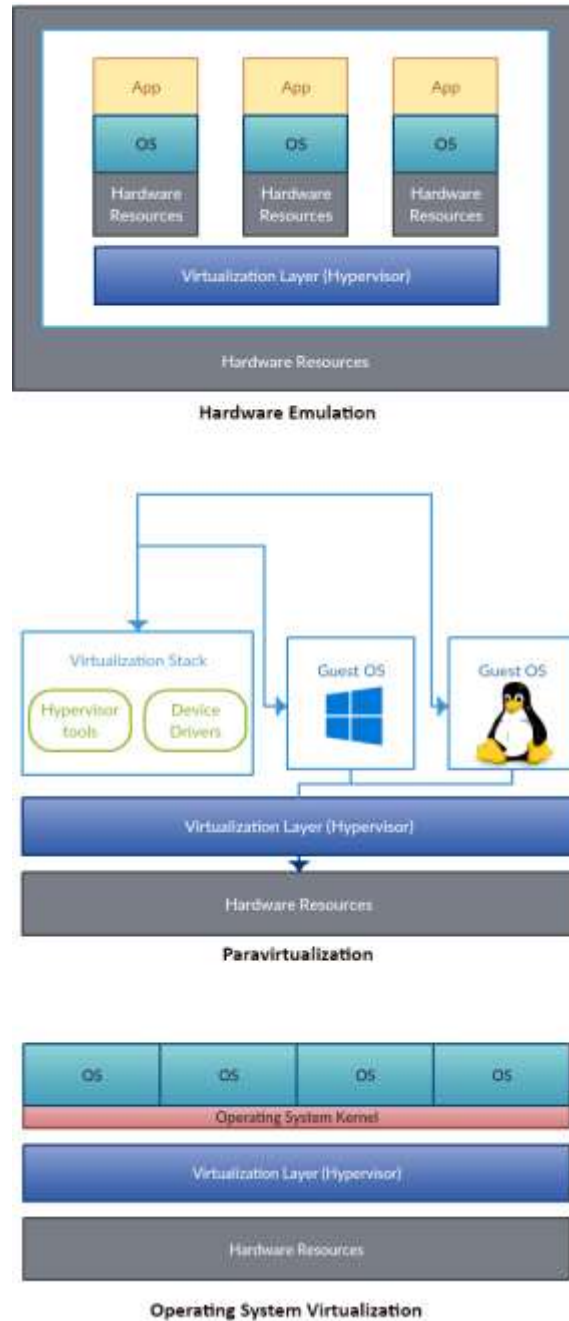 App
App
App
OS
OS
OS
Hardware
Resources
Hardware
Resources
Hardware
Resources
Virtualization Layer (Hypervisor)
Hardware Resources
Hardware Emulation
Virtualization Stack
Hypervisor
tools
Device
Drivers
Guest OS
Guest OS
Virtualization Layer (Hypervisor)
Hardware Resources
Paravirtualization
OS
OS
OS
OS
Operating System Kernel
Virtualization Layer (Hypervisor)
Hardware Resources
Operating System Virtualization